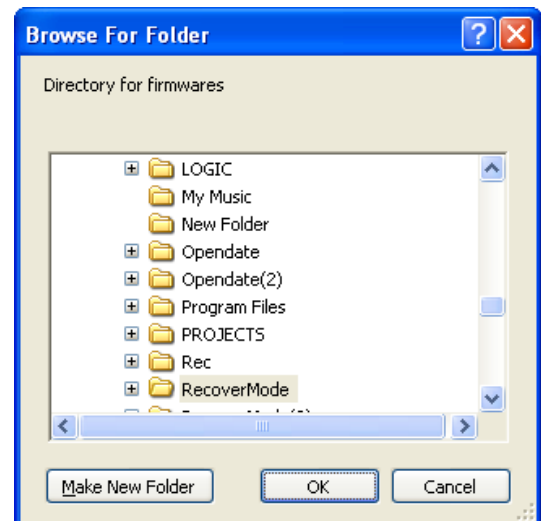 Browse For Folder
Directory for firmwares
LOGIC
My Music
New Folder
Opendate
Opendate(2)
Program Files
PROJECTS
Rec
RecoverMode
Make New Folder
OK
Cancel